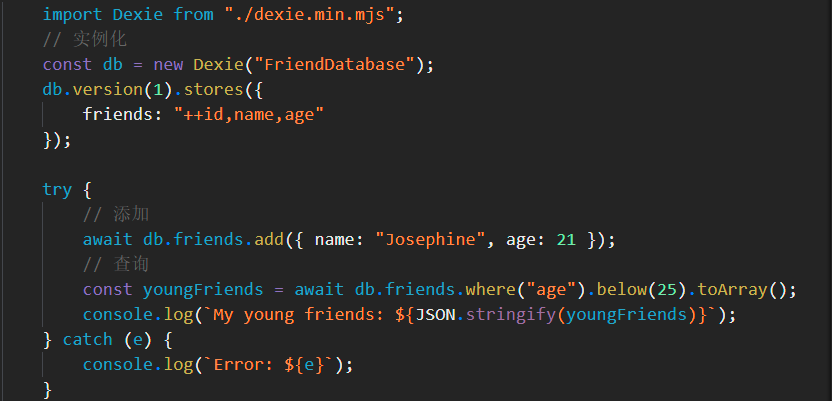 import Dexie from "./dexie.min.mjs";
// 实例化
const db = new Dexie("FriendDatabase");
db.version(1).stores({
    friends: "++id,name,age"
});
try {
    // 添加
    await db.friends.add({ name: "Josephine", age: 21 });
    // 查询
    const youngFriends = await db.friends.where("age").below(25).toArray();
    console.log(`My young friends: ${JSON.stringify(youngFriends)}`);
} catch (e) {
    console.log(`Error: ${e}`);
}